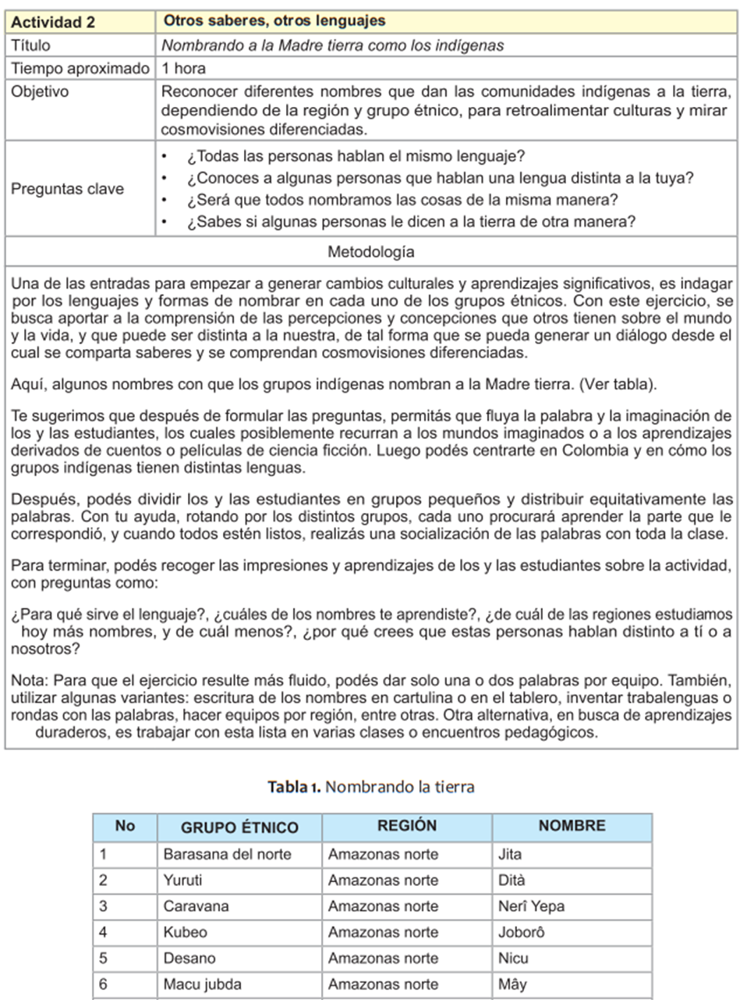 Actividad 2 Otros saberes, otros lenguajes
Título Nombrando a la Madre tierra como los indígenas
Tiempo aproximado 1 hora
Objetivo Reconocer diferentes nombres que dan las comunidades indígenas a la tierra,
dependiendo de la región y grupo étnico, para retroalimentar culturas y mirar
cosmovisiones diferenciadas.
Preguntas clave
• ¿Todas las personas hablan el mismo lenguaje?
• ¿Conoces a algunas personas que hablan una lengua distinta a la tuya?
• ¿Será que todos nombramos las cosas de la misma manera?
• ¿Sabes si algunas personas le dicen a la tierra de otra manera?
Metodología
Una de las entradas para empezar a generar cambios culturales y aprendizajes significativos, es indagar
por los lenguajes y formas de nombrar en cada uno de los grupos étnicos. Con este ejercicio, se
busca aportar a la comprensión de las percepciones y concepciones que otros tienen sobre el mundo
y la vida, y que puede ser distinta a la nuestra, de tal forma que se pueda generar un diálogo desde el
cual se comparta saberes y se comprendan cosmovisiones diferenciadas.
Aquí, algunos nombres con que los grupos indígenas nombran a la Madre tierra. (Ver tabla).
Te sugerimos que después de formular las preguntas, permitás que fluya la palabra y la imaginación de
los y las estudiantes, los cuales posiblemente recurran a los mundos imaginados o a los aprendizajes
derivados de cuentos o películas de ciencia ficción. Luego podés centrarte en Colombia y en cómo los
grupos indígenas tienen distintas lenguas.
Después, podés dividir los y las estudiantes en grupos pequeños y distribuir equitativamente las
palabras. Con tu ayuda, rotando por los distintos grupos, cada uno procurará aprender la parte que le
correspondió, y cuando todos estén listos, realizás una socialización de las palabras con toda la clase.
Para terminar, podés recoger las impresiones y aprendizajes de los y las estudiantes sobre la actividad,
con preguntas como:
¿Para qué sirve el lenguaje?, ¿cuáles de los nombres te aprendiste?, ¿de cuál de las regiones estudiamos
hoy más nombres, y de cuál menos?, ¿por qué crees que estas personas hablan distinto a tí o a
nosotros?
Nota: Para que el ejercicio resulte más fluido, podés dar solo una o dos palabras por equipo. También,
utilizar algunas variantes: escritura de los nombres en cartulina o en el tablero, inventar trabalenguas o
rondas con las palabras, hacer equipos por región, entre otras. Otra alternativa, en busca de aprendizajes
duraderos, es trabajar con esta lista en varias clases o encuentros pedagógicos.
Tabla 1. Nombrando la tierra
No GRUPO ÉTNICO REGIÓN NOMBRE
1 Barasana del norte Amazonas norte Jita
2 Yuruti Amazonas norte Dità
3 Caravana Amazonas norte Nerî Yepa
4 Kubeo Amazonas norte Joborô
5 Desano Amazonas norte Nicu
6 Macu jubda Amazonas norte Mây